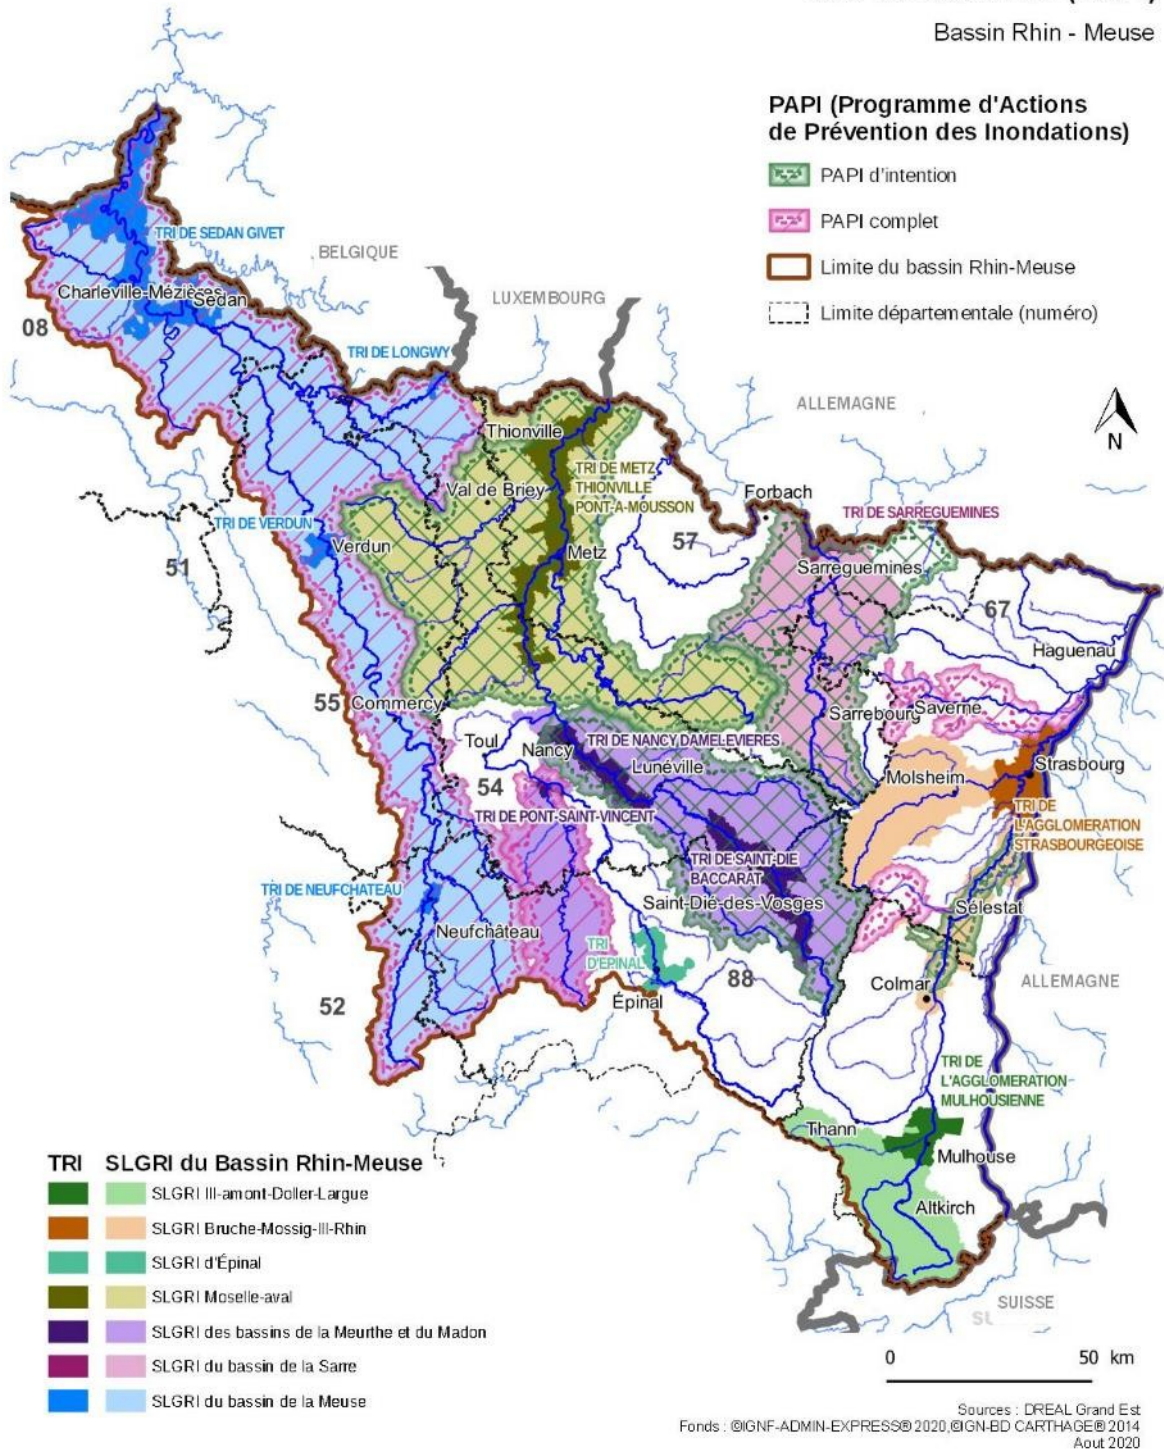 Bassin Rhin - Meuse
PAPI (Programme d'Actions
de Prévention des Inondations)
PAPI d'intention
PAPI complet
Limite du bassin Rhin-Meuse
Limite départementale (numéro)
TRI DE SEDAN GIVET
BELGIQUE
Charleville-Mézières
Sedan
LUXEMBOURG
08
TRI DE LONGWY
ALLEMAGNE
N
Thionville
TRI DE METZ
THIONVILLE
PONT-A-MOUSSON
Val de Briey
Forbach
TRI DE SARREGUEMINES
TRI DE VERDUN
Verdun
57
Metz
51
Sarreguemines
67
Haguenau
55
Commercy
Sarrebourg
Saverne
Toul
Nancy
TRI DE NANCY DAMELEVIERES
Lunéville
Strasbourg
Molsheim
54
TRI DE PONT-SAINT-VINCENT
TRI DE
L'AGGLOMERATION
STRASBOURGEOISE
TRI DE SAINT-DIE
BACCARAT
TRI DE NEUFCHATEAU
Saint-Dié-des-Vosges
Sélestat
Neufchâteau
TRI
D'EPINAL
88
ALLEMAGNE
52
Épinal
Colmar
TRI DE
L'AGGLOMERATION
MULHOUSIENNE
Thann
Mulhouse
Altkirch
SUISSE
TRI SLGRI du Bassin Rhin-Meuse
SLGRI Ill-amont-Doller-Largue
SLGRI Bruche-Mossig-Ill-Rhin
SLGRI d'Épinal
SLGRI Moselle-aval
SLGRI des bassins de la Meurthe et du Madon
SLGRI du bassin de la Sarre
SLGRI du bassin de la Meuse
0 50 km
Sources : DREAL Grand Est
Fonds : ©IGNF-ADMIN-EXPRESS® 2020,©IGN-BD CARTHAGE® 2014
Aout 2020